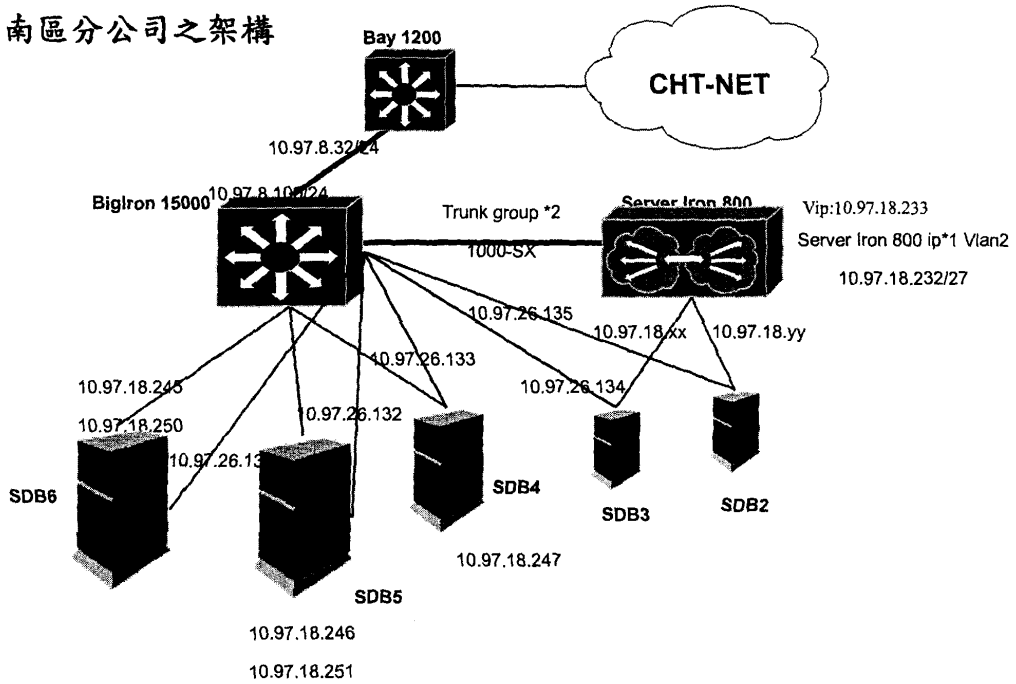 南區分公司之架構
Bay 1200
CHT-NET
10.97.8.32/24
10.97.8.100/24
BigIron 15000
Trunk group *2
1000-SX
Server Iron 800
Vip:10.97.18.233
Server Iron 800 ip*1 Vlan2
10.97.18.232/27
10.97.26.135
10.97.18.xx
10.97.18.yy
10.97.26.133
10.97.26.134
10.97.18.245
10.97.18.250
10.97.26.132
SDB6
SDB4
SDB3
SDB2
10.97.18.247
SDB5
10.97.18.246
10.97.18.251